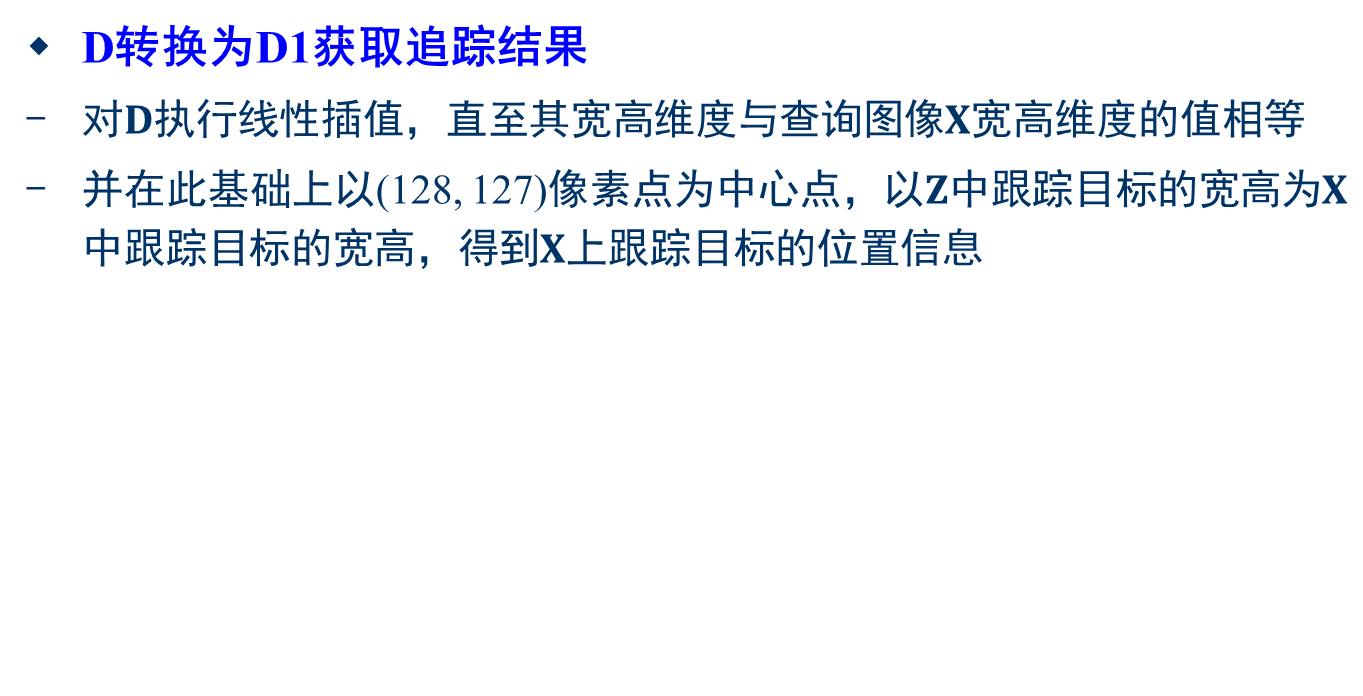 ◆ D转换为D1获取追踪结果
− 对D执行线性插值，直至其宽高维度与查询图像X宽高维度的值相等
− 并在此基础上以(128, 127)像素点为中心点，以Z中跟踪目标的宽高为X
中跟踪目标的宽高，得到X上跟踪目标的位置信息